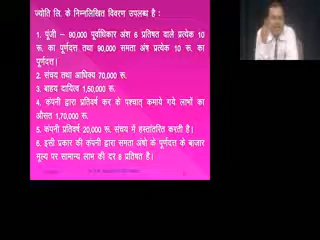 ज्योति लि. के निम्नलिखित विवरण उपलब्ध है :
1. पूंजी – 90,000 पूर्वाधिकार अंश 6 प्रतिषत वाले प्रत्येक 10
रू. का पूर्णदत्त तथा 90,000 समता अंष प्रत्येक 10 रू. का
पूर्णदत्त।
2. संचय तथा आधिक्य 70,000 रू.
3. बाहय दायित्व 1,50,000 रू.
4. कंपनी द्वारा प्रतिवर्ष कर के पश्चात् कमाये गये लाभों का
औसत 1,70,000 रू.
5. कंपनी प्रतिवर्ष 20,000 रू. संचय में हस्तांतरित करती है।
6. इसी प्रकार की कंपनी द्वारा समता अंषो के पूर्णदत्त के बाजार
मूल्य पर सामान्य लाभ की दर 8 प्रतिषत है।